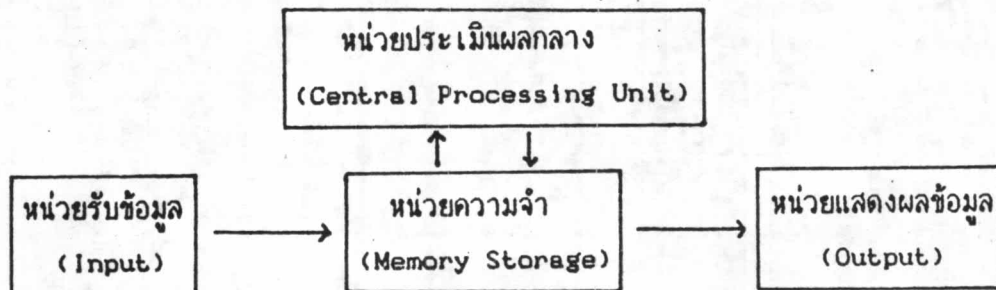 หน่วยประเมินผลกลาง
(Central Processing Unit)
หน่วยรับข้อมูล
(Input)
หน่วยความจำ
(Memory Storage)
หน่วยแสดงผลข้อมูล
(Output)